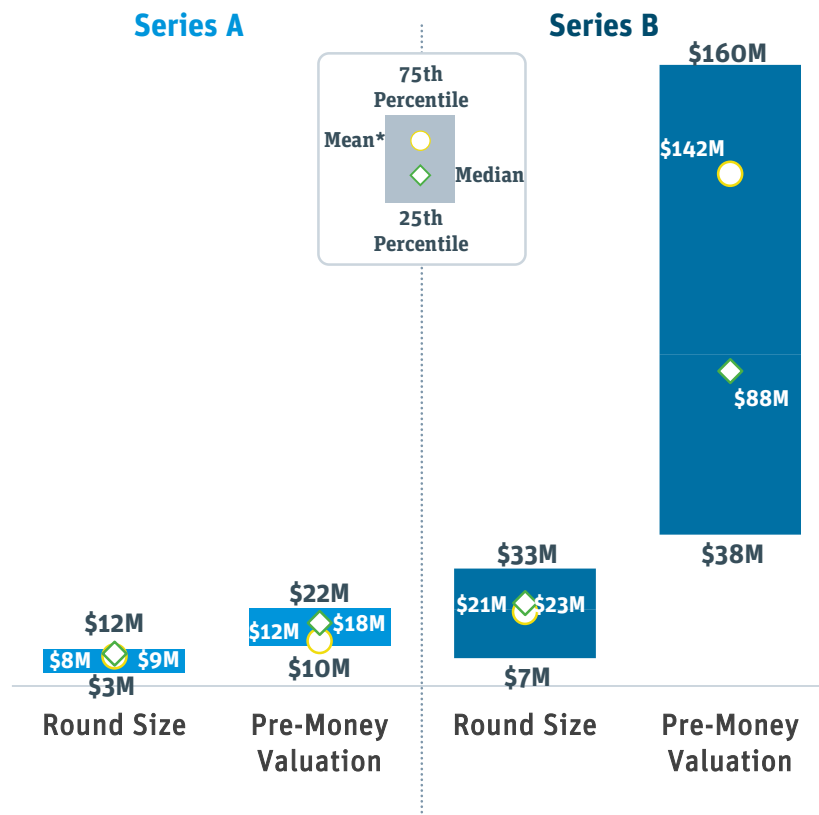 Series A
Series B
75th
Percentile
Mean*
Median
25th
Percentile
$12M
$8M
$9M
$3M
$22M
$12M
$18M
$10M
$33M
$21M
$23M
$7M
$160M
$142M
$88M
$38M
Round Size
Pre-Money
Valuation
Round Size
Pre-Money
Valuation